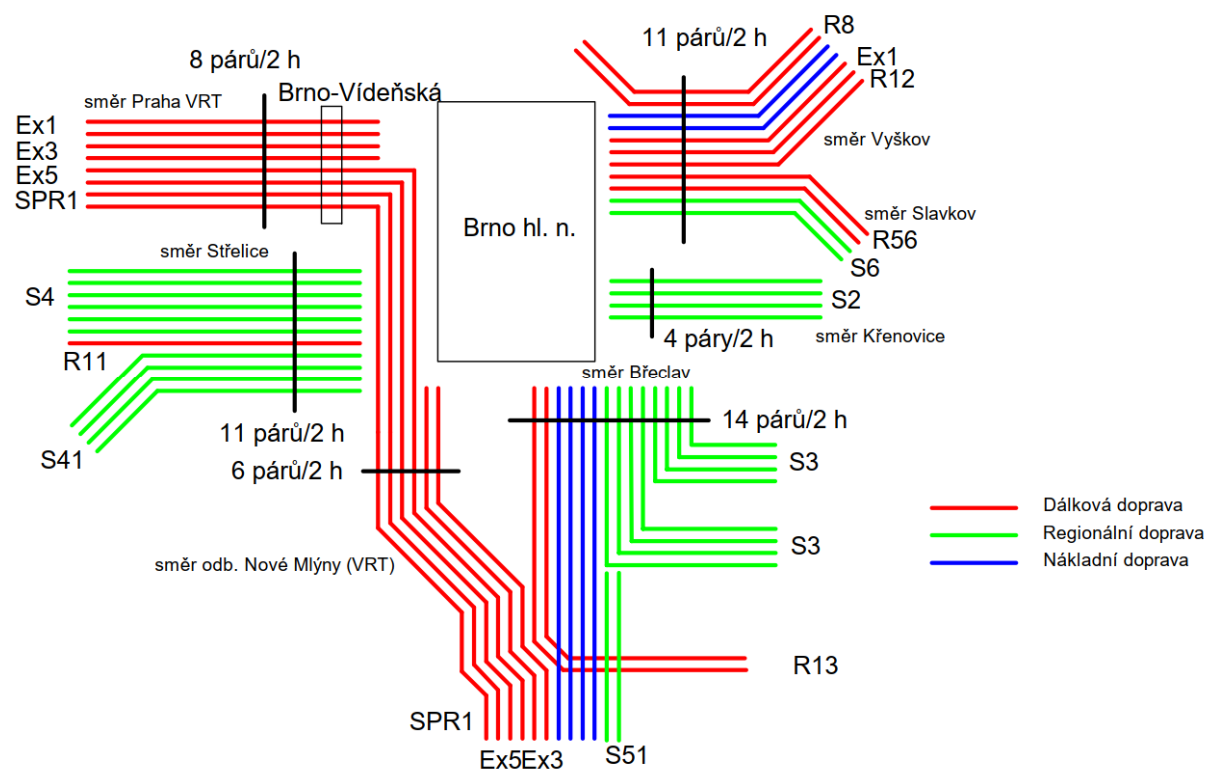 R8
11 párů/2 h
Ex1
8 párů/2 h
R12
Brno-Vídeňská
směr Praha VRT
Ex1
směr Vyškov
Ex3
Ex5
SPR1
směr Slavkov
Brno hl. n.
R56
směr Střelice
S6
S4
S2
4 páry/2 h
směr Křenovice
R11
směr Břeclav
14 párů/2 h
11 párů/2 h
S41
6 párů/2 h
S3
Dálková doprava
Regionální doprava
S3
Nákladní doprava
směr odb. Nové Mlýny (VRT)
R13
SPR1
Ex5
Ex3
S51